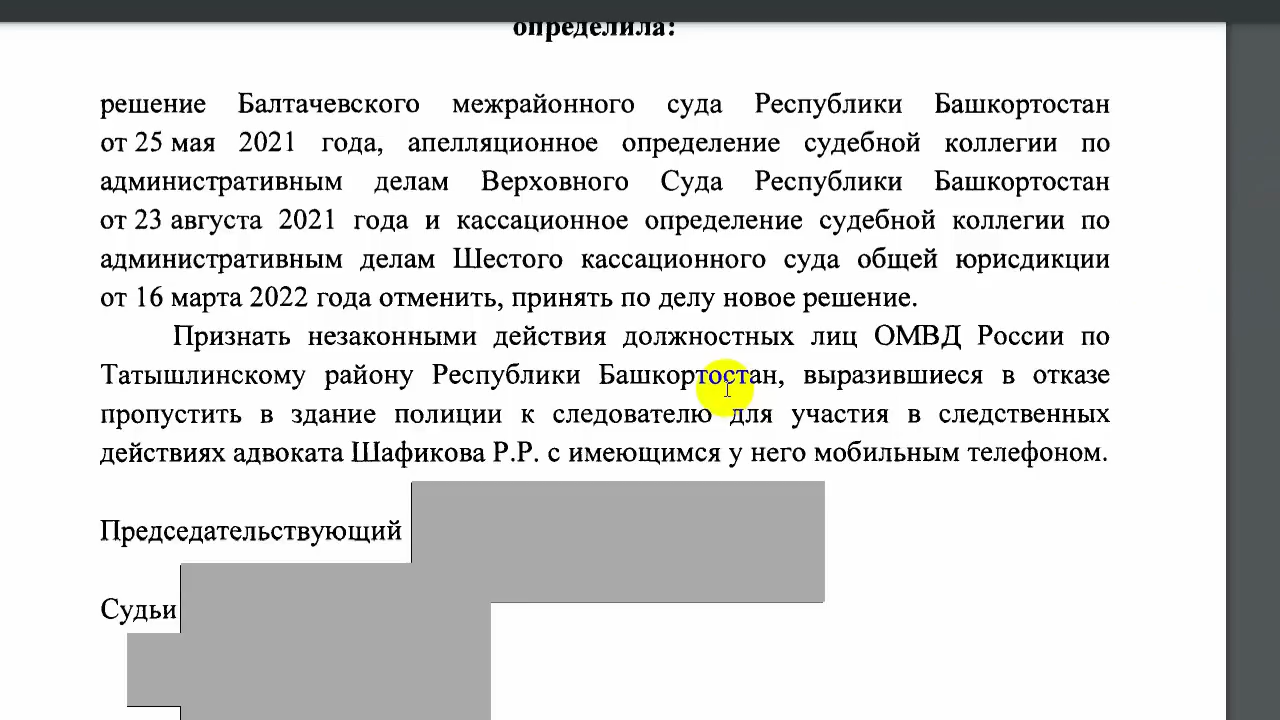 определила:
решение Балтачевского межрайонного суда Республики Башкортостан
от 25 мая 2021 года, апелляционное определение судебной коллегии по
административным делам Верховного Суда Республики Башкортостан
от 23 августа 2021 года и кассационное определение судебной коллегии по
административным делам Шестого кассационного суда общей юрисдикции
от 16 марта 2022 года отменить, принять по делу новое решение.
Признать незаконными действия должностных лиц ОМВД России по
Татышлинскому району Республики Башкортостан, выразившиеся в отказе
пропустить в здание полиции к следователю для участия в следственных
действиях адвоката Шафикова Р.Р. с имеющимся у него мобильным телефоном.
Председательствующий
Судьи